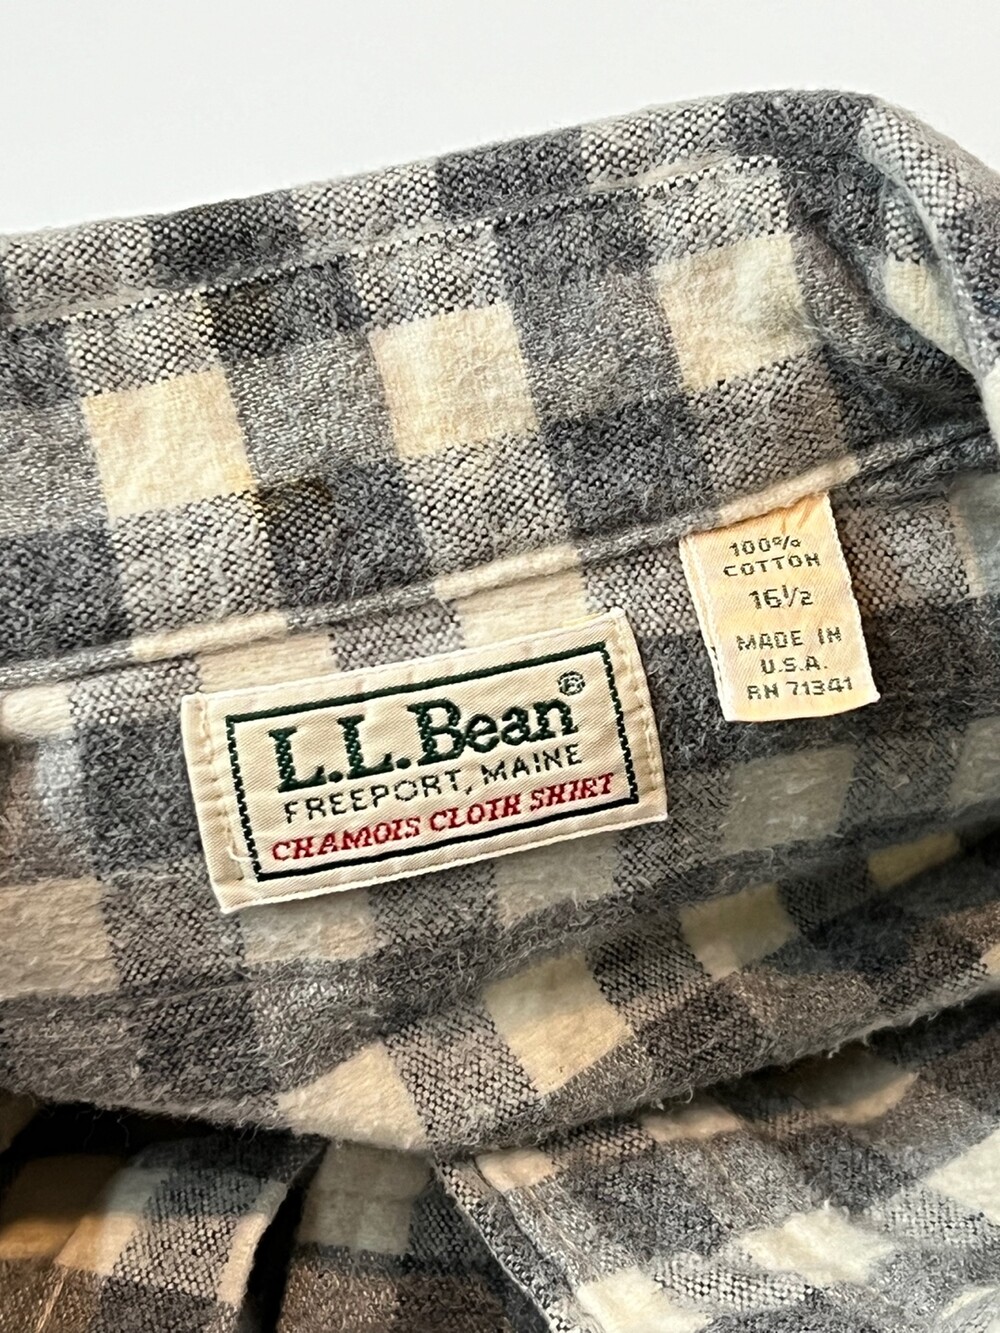 L.L.Bean®
FREEPORT, MAINE
CHAMOIS CLOTH SHIRT
100%
COTTON
16½
MADE IN
U.S.A.
RN 71341